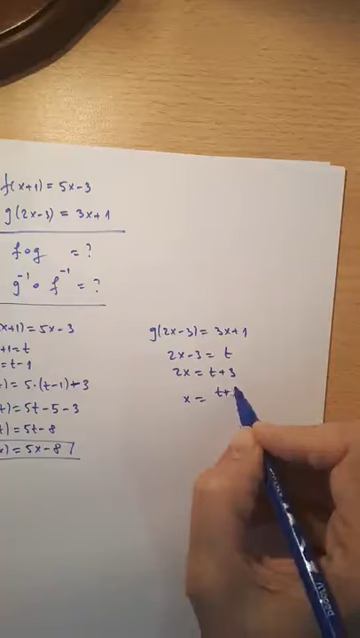 f(x+1) = 5x-3
g(2x-3) = 3x+1
fog = ?
g⁻¹ o f⁻¹ = ?
x+1) = 5x-3
+1 = t
= t-1
) = 5·(t-1)-3
t) = 5t-5-3
t) = 5t-8
x) = 5x-8
g(2x-3) = 3x+1
2x-3 = t
2x = t+3
x = t+